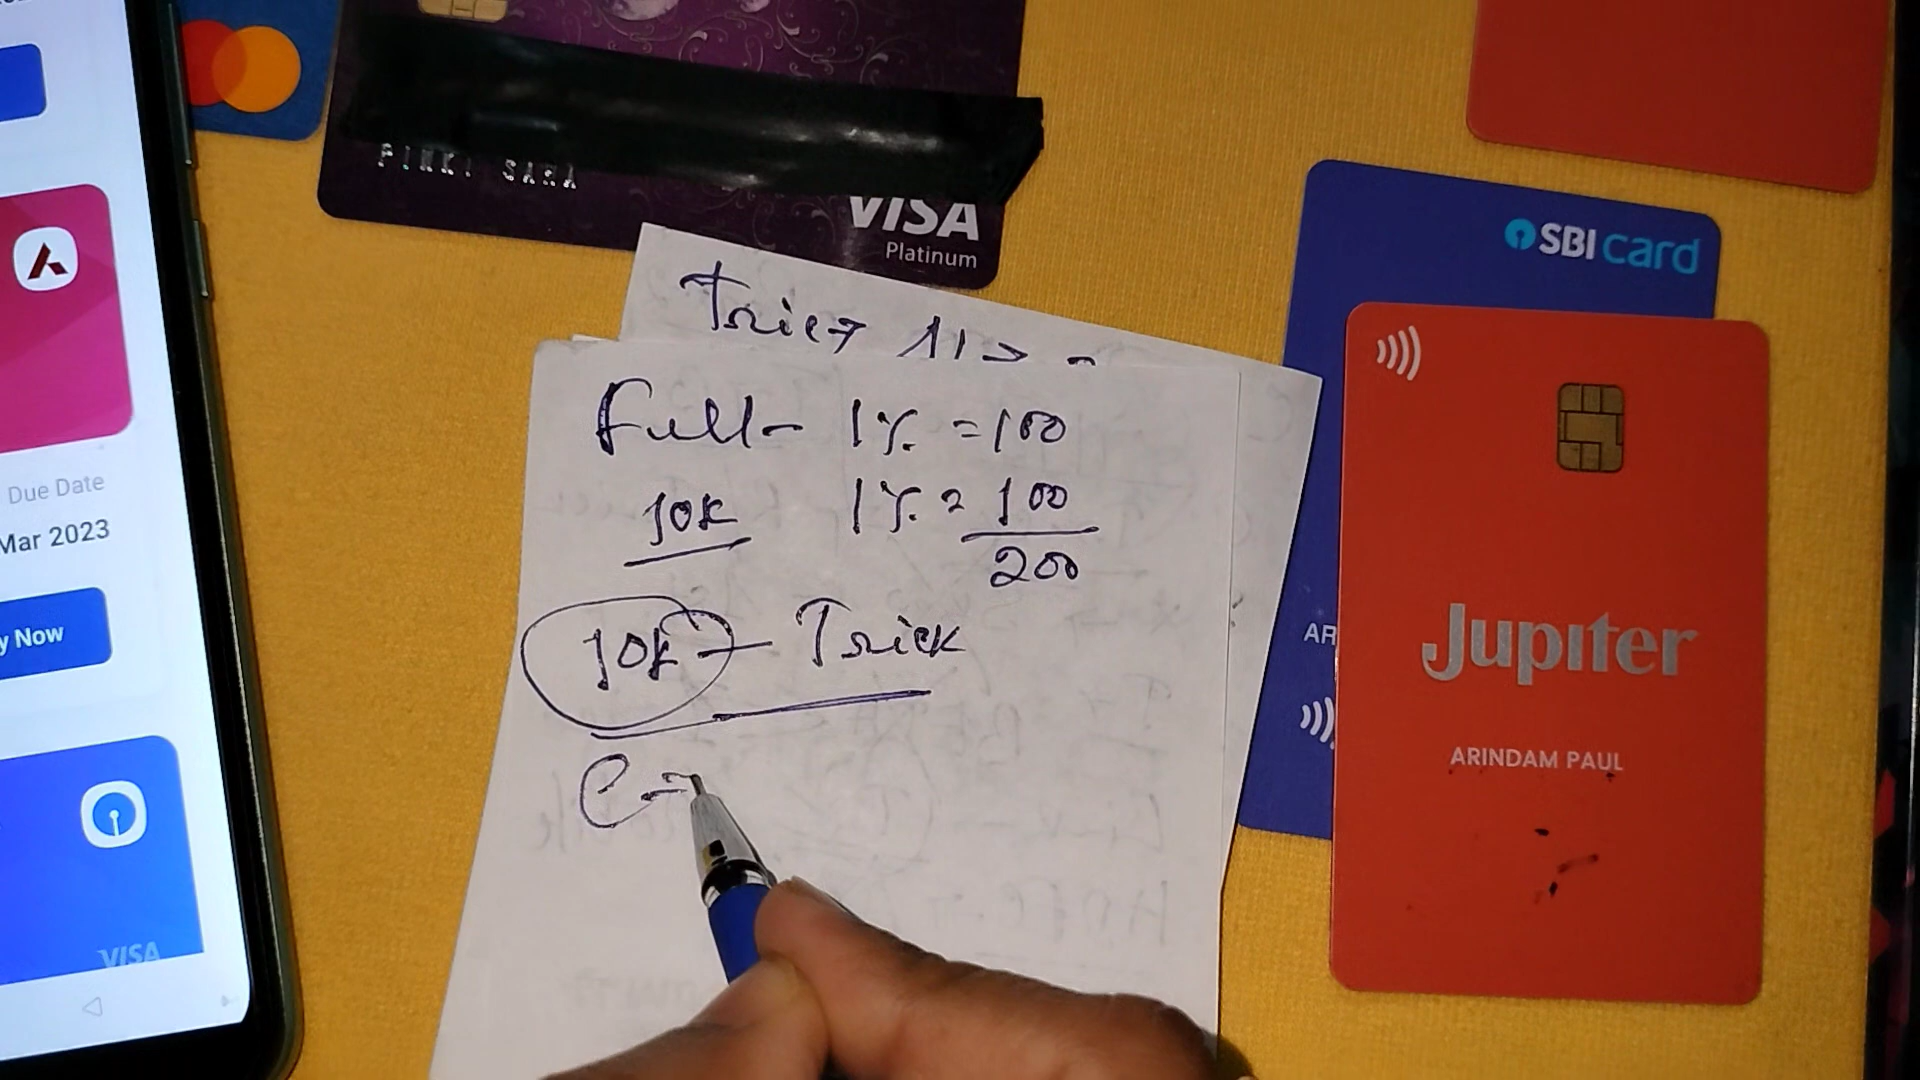 Due Date
Mar 2023
y Now
VISA
PINKI SAHA
VISA
Platinum
SBI card
AR
Jupiter
ARINDAM PAUL
Full - 1% = 100
10k 1% = 100
200
10k - Trick